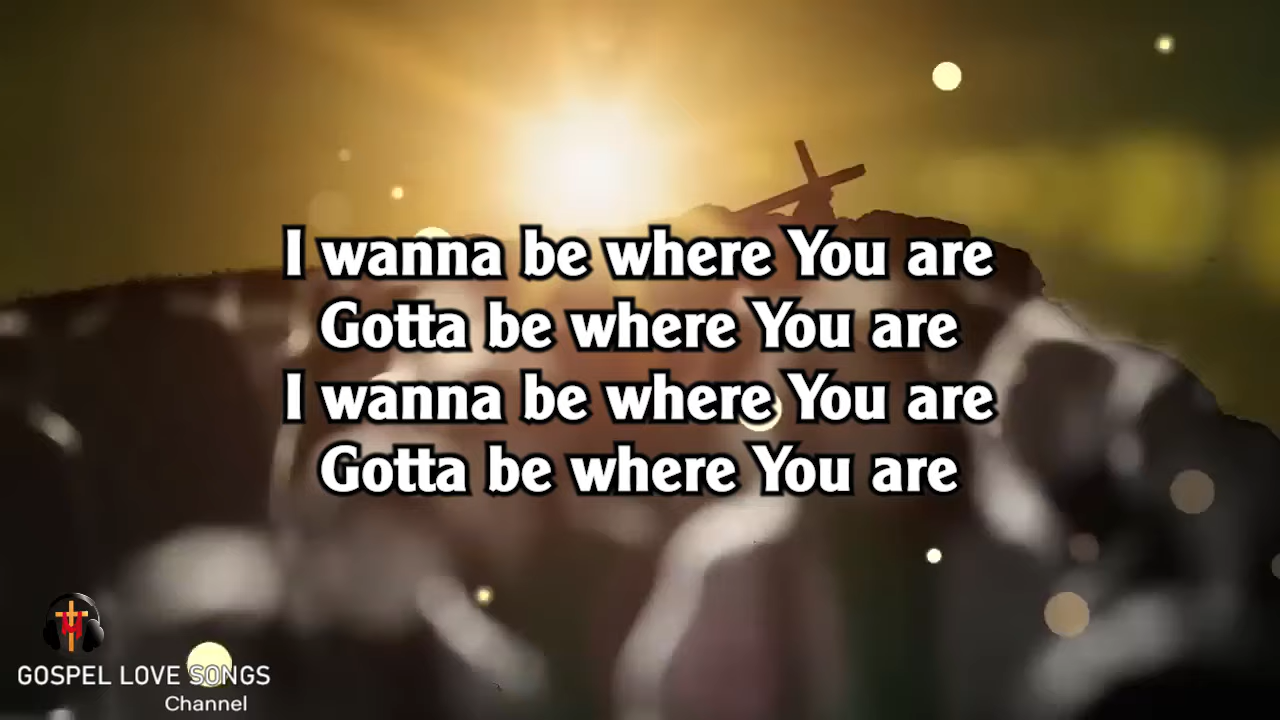 I wanna be where You are
Gotta be where You are
I wanna be where You are
Gotta be where You are
GOSPEL LOVE SONGS
Channel